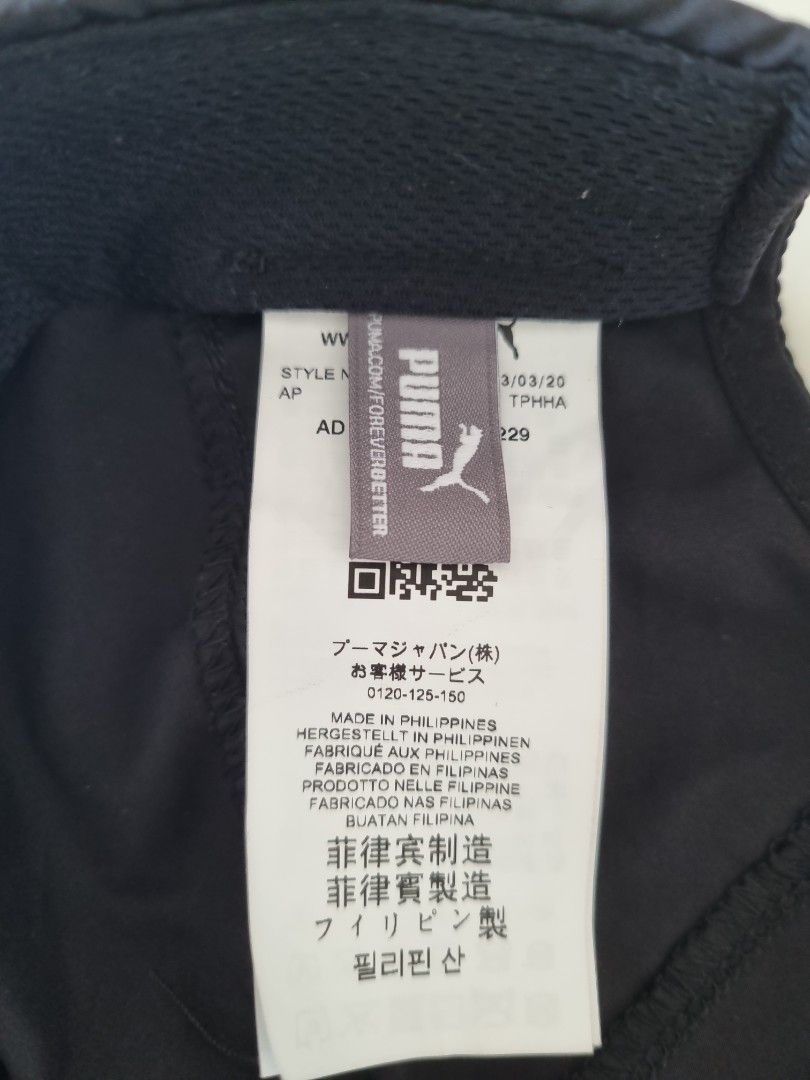 WW
STYLE N 3/03/20
AP TPHHA
AD 229
PUMA
PUMA.COM/FOREVERBETTER
プーマジャパン(株)
お客様サービス
0120-125-150
MADE IN PHILIPPINES
HERGESTELLT IN PHILIPPINEN
FABRIQUÉ AUX PHILIPPINES
FABRICADO EN FILIPINAS
PRODOTTO NELLE FILIPPINE
FABRICADO NAS FILIPINAS
BUATAN FILIPINA
菲律宾制造
菲律賓製造
フィリピン製
필리핀 산